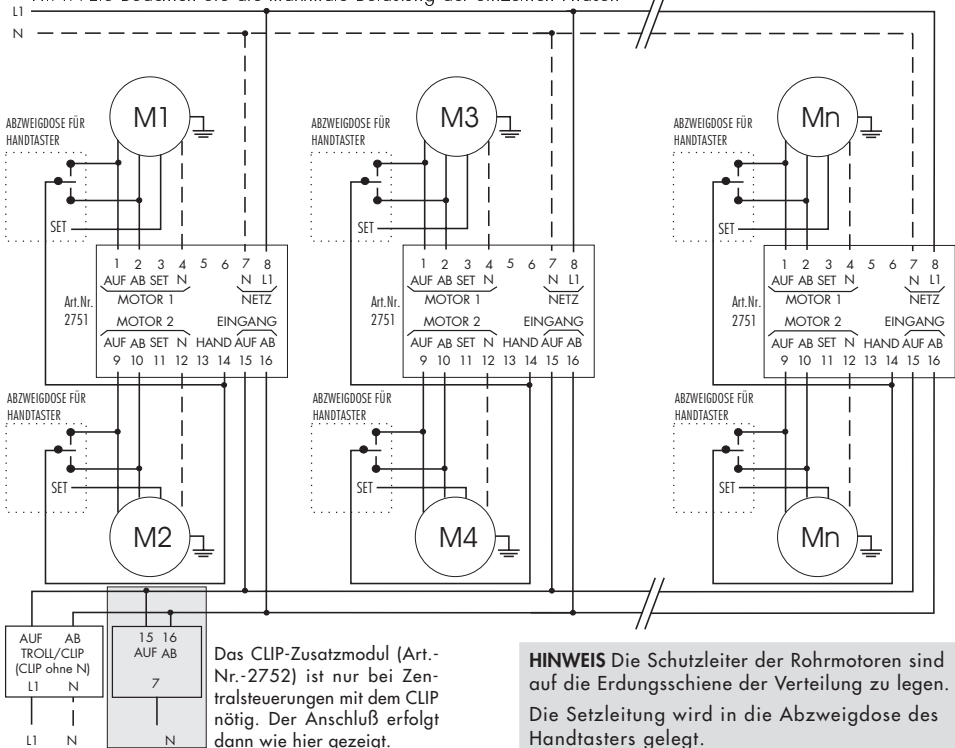 HINWEIS Beachten Sie die maximale Belastung der einzelnen Phasen
L1
N
ABZWEIGDOSE FÜR
HANDTASTER
M1
SET
ABZWEIGDOSE FÜR
HANDTASTER
M3
SET
ABZWEIGDOSE FÜR
HANDTASTER
Mn
SET
1 2 3 4 5 6 7 8
AUF AB SET N N L1
MOTOR 1 NETZ
Art.Nr.
2751
MOTOR 2 EINGANG
AUF AB SET N HAND AUF AB
9 10 11 12 13 14 15 16
1 2 3 4 5 6 7 8
AUF AB SET N N L1
MOTOR 1 NETZ
Art.Nr.
2751
MOTOR 2 EINGANG
AUF AB SET N HAND AUF AB
9 10 11 12 13 14 15 16
1 2 3 4 5 6 7 8
AUF AB SET N N L1
MOTOR 1 NETZ
Art.Nr.
2751
MOTOR 2 EINGANG
AUF AB SET N HAND AUF AB
9 10 11 12 13 14 15 16
ABZWEIGDOSE FÜR
HANDTASTER
SET
M2
ABZWEIGDOSE FÜR
HANDTASTER
SET
M4
ABZWEIGDOSE FÜR
HANDTASTER
SET
Mn
AUF AB
TROLL/CLIP
(CLIP ohne N)
L1 N
L1 N
15 16
AUF AB
7
N
Das CLIP-Zusatzmodul (Art.-
Nr.-2752) ist nur bei Zen-
tralsteuerungen mit dem CLIP
nötig. Der Anschluß erfolgt
dann wie hier gezeigt.
HINWEIS Die Schutzleiter der Rohrmotoren sind
auf die Erdungsschiene der Verteilung zu legen.
Die Setzleitung wird in die Abzweigdose des
Handtasters gelegt.